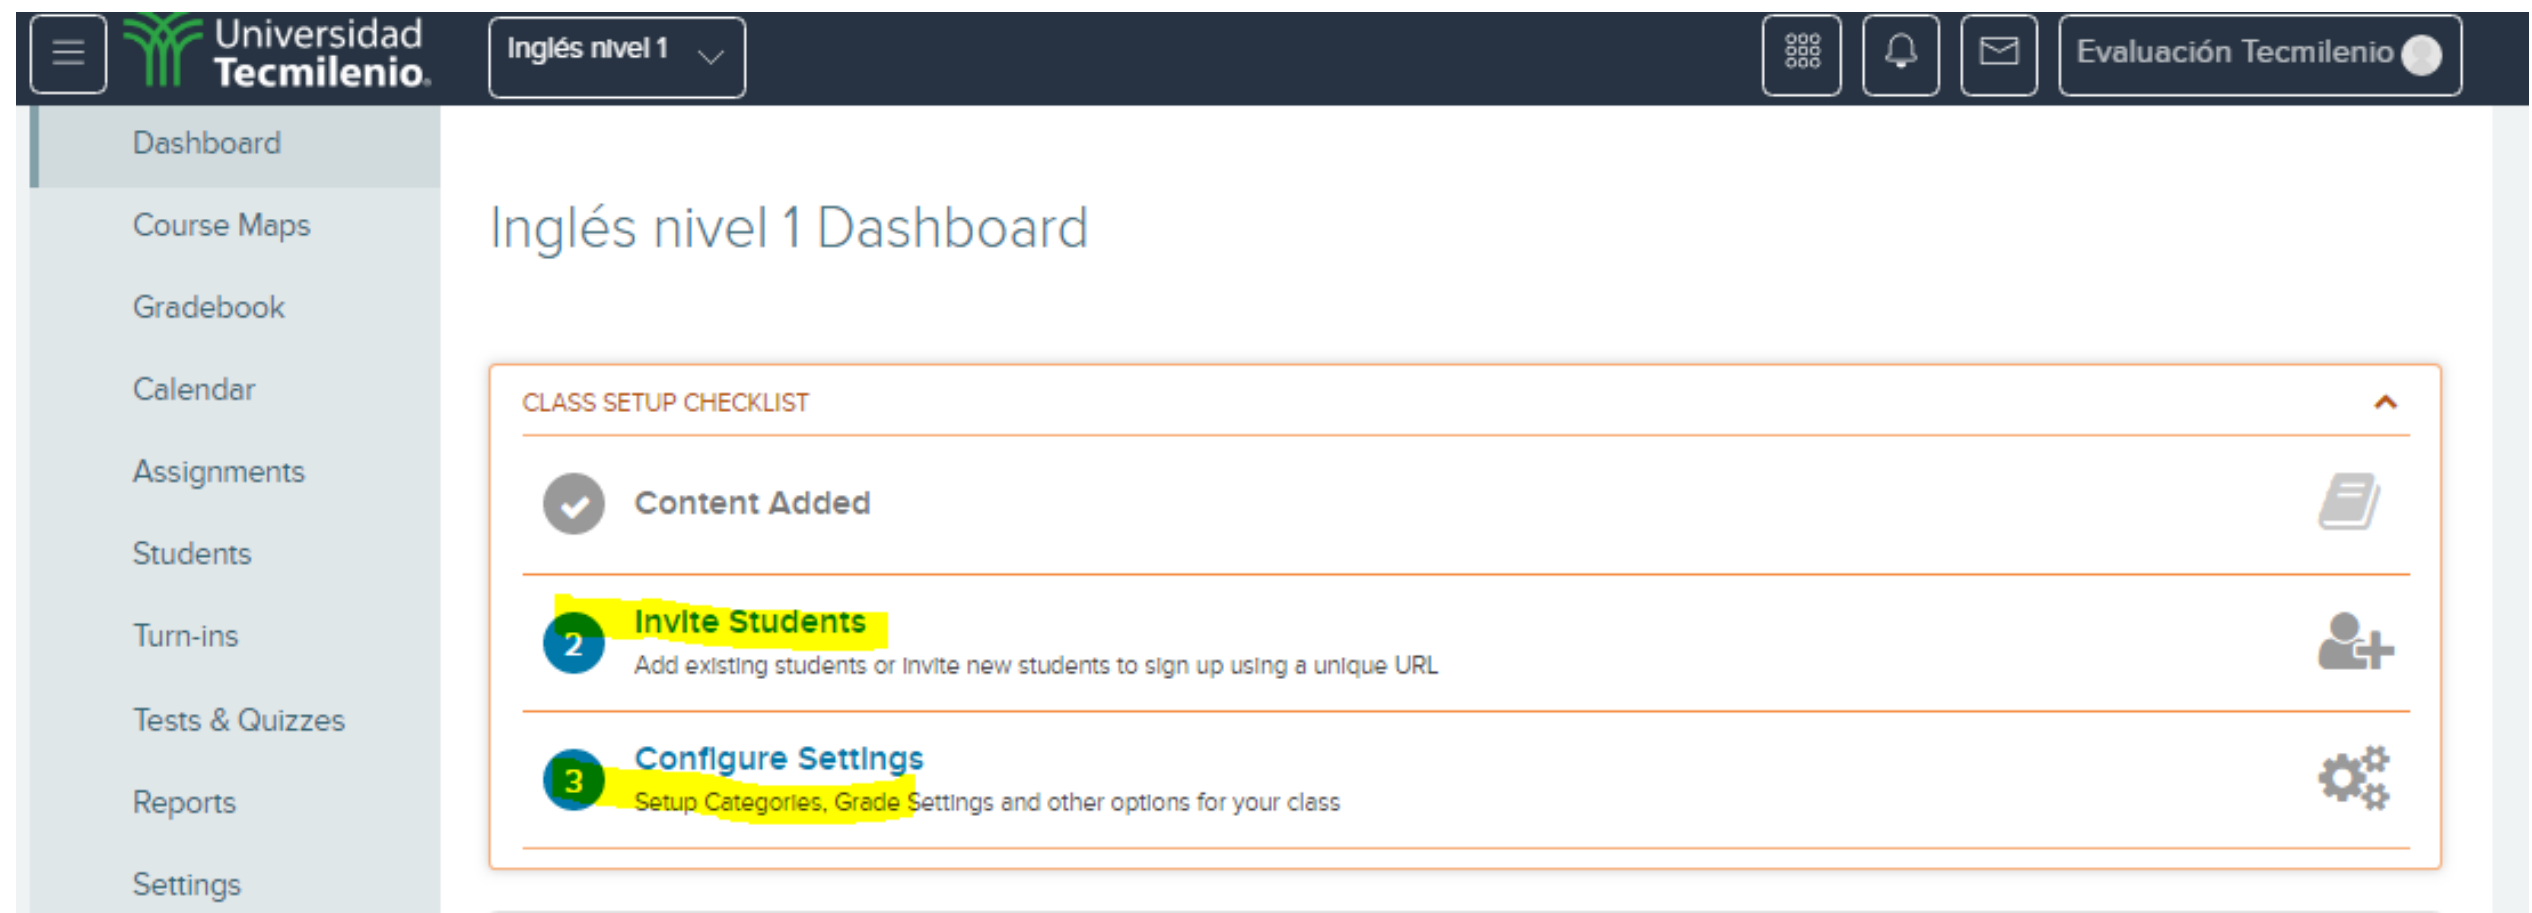 Universidad
Tecmilenio.
Inglés nivel 1
Evaluación Tecmilenio
Dashboard
Course Maps
Gradebook
Calendar
Assignments
Students
Turn-ins
Tests & Quizzes
Reports
Settings
Inglés nivel 1 Dashboard
CLASS SETUP CHECKLIST
Content Added
2
Invite Students
Add existing students or invite new students to sign up using a unique URL
3
Configure Settings
Setup Categories, Grade Settings and other options for your class